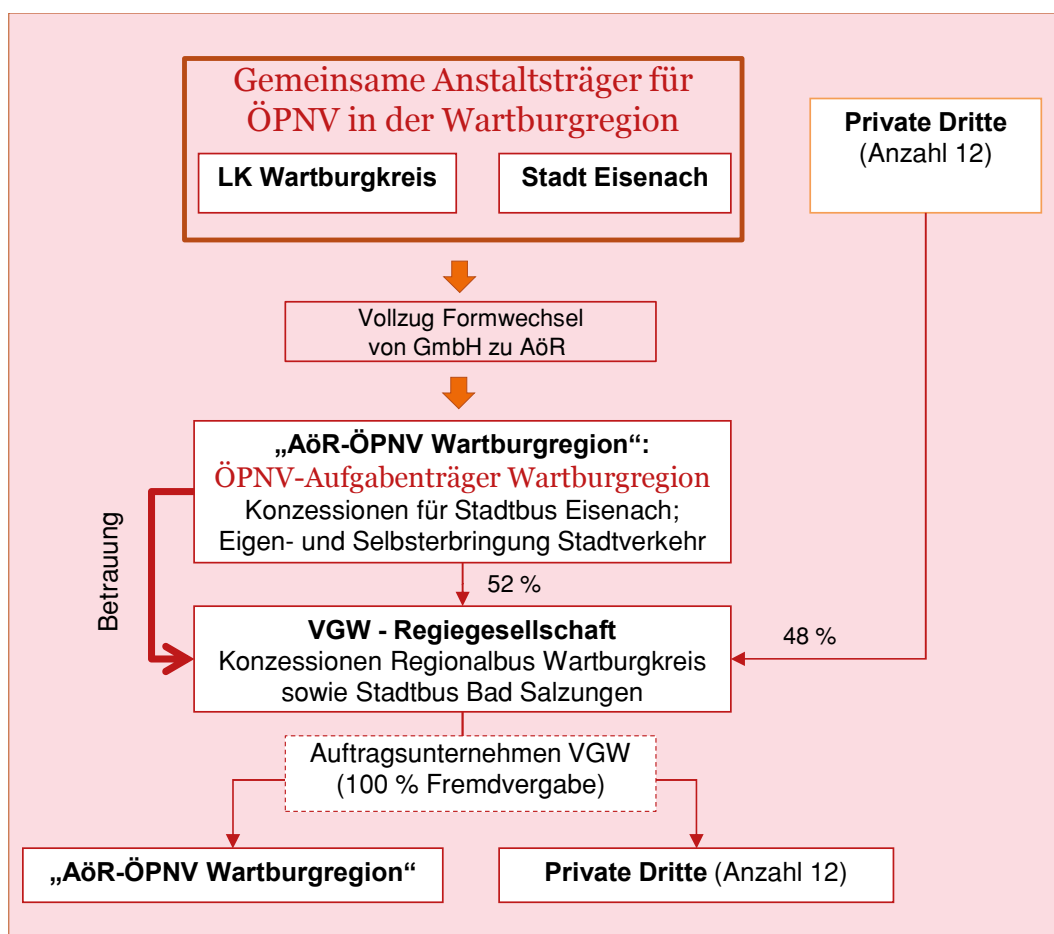 Gemeinsame Anstaltsträger für
ÖPNV in der Wartburgregion
LK Wartburgkreis
Stadt Eisenach
Private Dritte
(Anzahl 12)
Vollzug Formwechsel
von GmbH zu AöR
„AöR-ÖPNV Wartburgregion“:
ÖPNV-Aufgabenträger Wartburgregion
Konzessionen für Stadtbus Eisenach;
Eigen- und Selbsterbringung Stadtverkehr
Betrauung
52 %
VGW - Regiegesellschaft
Konzessionen Regionalbus Wartburgkreis
sowie Stadtbus Bad Salzungen
48 %
Auftragsunternehmen VGW
(100 % Fremdvergabe)
„AöR-ÖPNV Wartburgregion“
Private Dritte (Anzahl 12)